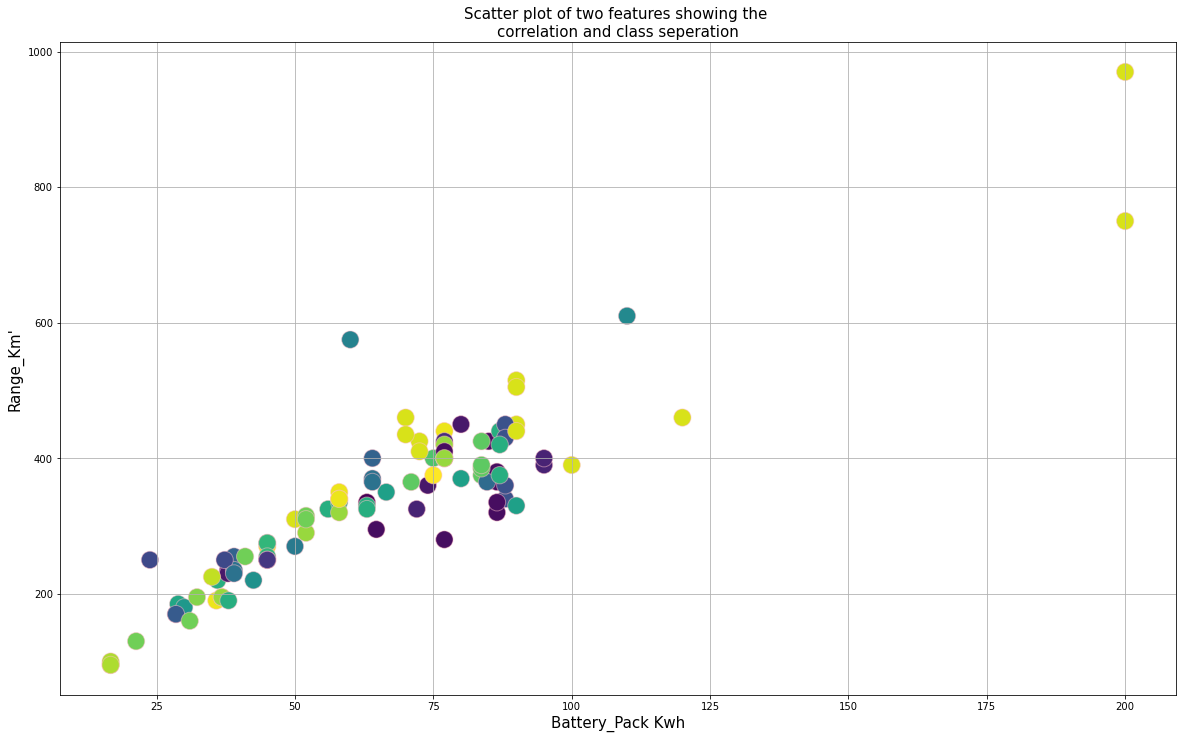 Scatter plot of two features showing the
correlation and class seperation
1000
800
600
400
200
Range_Km'
25 50 75 100 125 150 175 200
Battery_Pack Kwh